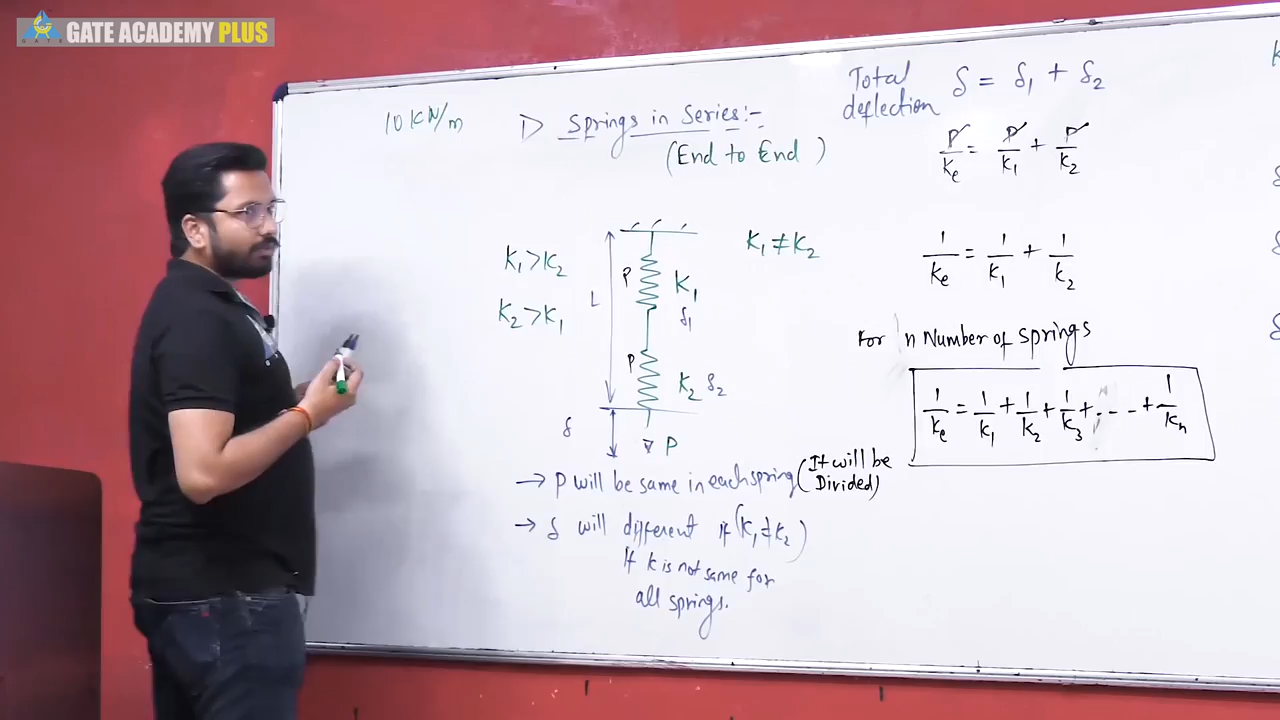 GATE ACADEMY PLUS
GATE
10 KN/m
1) Springs in Series:-
(End to End)
Total deflection δ = δ₁ + δ₂
P/Ke = P/K₁ + P/K₂
1/Ke = 1/K₁ + 1/K₂
K₁ > K₂
K₂ > K₁
K₁ ≠ K₂
L
P
K₁
δ₁
P
K₂ δ₂
δ
P
For n Number of springs
1/Ke = 1/K₁ + 1/K₂ + 1/K₃ + - - - + 1/Kn
→ P will be same in each spring (It will be Divided)
→ δ will different if (K₁ ≠ K₂)
If K is not same for
all springs.